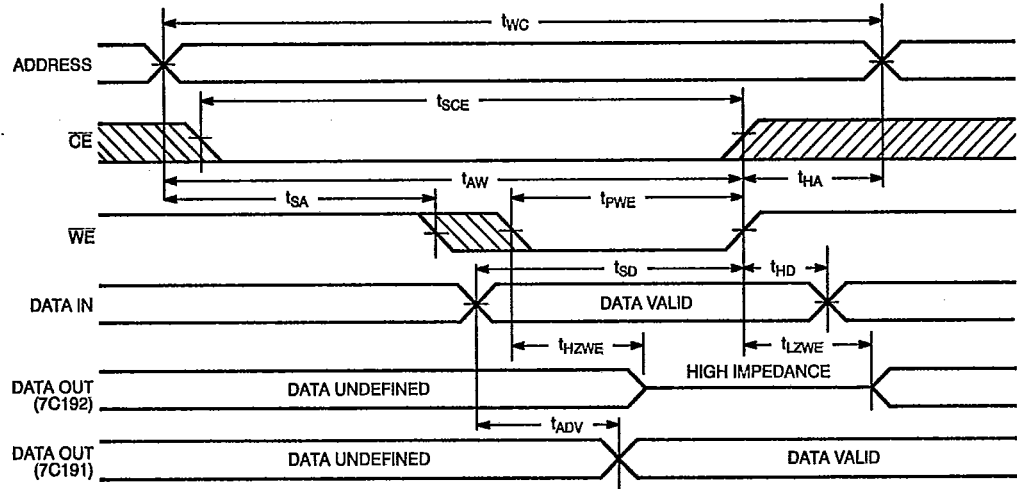 tWC
ADDRESS
tSCE
CE
tAW
tHA
tSA
tPWE
WE
tSD
tHD
DATA IN
DATA VALID
tHZWE
tLZWE
HIGH IMPEDANCE
DATA OUT
(7C192)
DATA UNDEFINED
tADV
DATA OUT
(7C191)
DATA UNDEFINED
DATA VALID